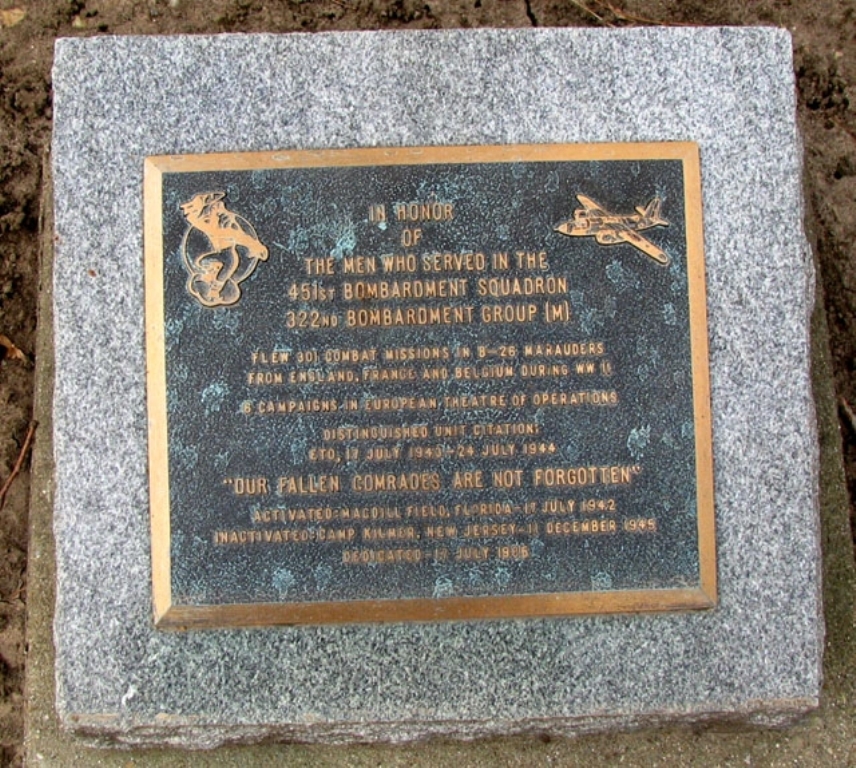 IN HONOR
OF
THE MEN WHO SERVED IN THE
451ST BOMBARDMENT SQUADRON
322ND BOMBARDMENT GROUP (M)
FLEW 301 COMBAT MISSIONS IN B-26 MARAUDERS
FROM ENGLAND, FRANCE AND BELGIUM DURING WW II
8 CAMPAIGNS IN EUROPEAN THEATRE OF OPERATIONS
DISTINGUISHED UNIT CITATION:
ETO, 17 JULY 1943-24 JULY 1944
"OUR FALLEN COMRADES ARE NOT FORGOTTEN"
ACTIVATED: MACDILL FIELD, FLORIDA-17 JULY 1942
INACTIVATED: CAMP KILMER, NEW JERSEY-11 DECEMBER 1945
DEDICATED-17 JULY